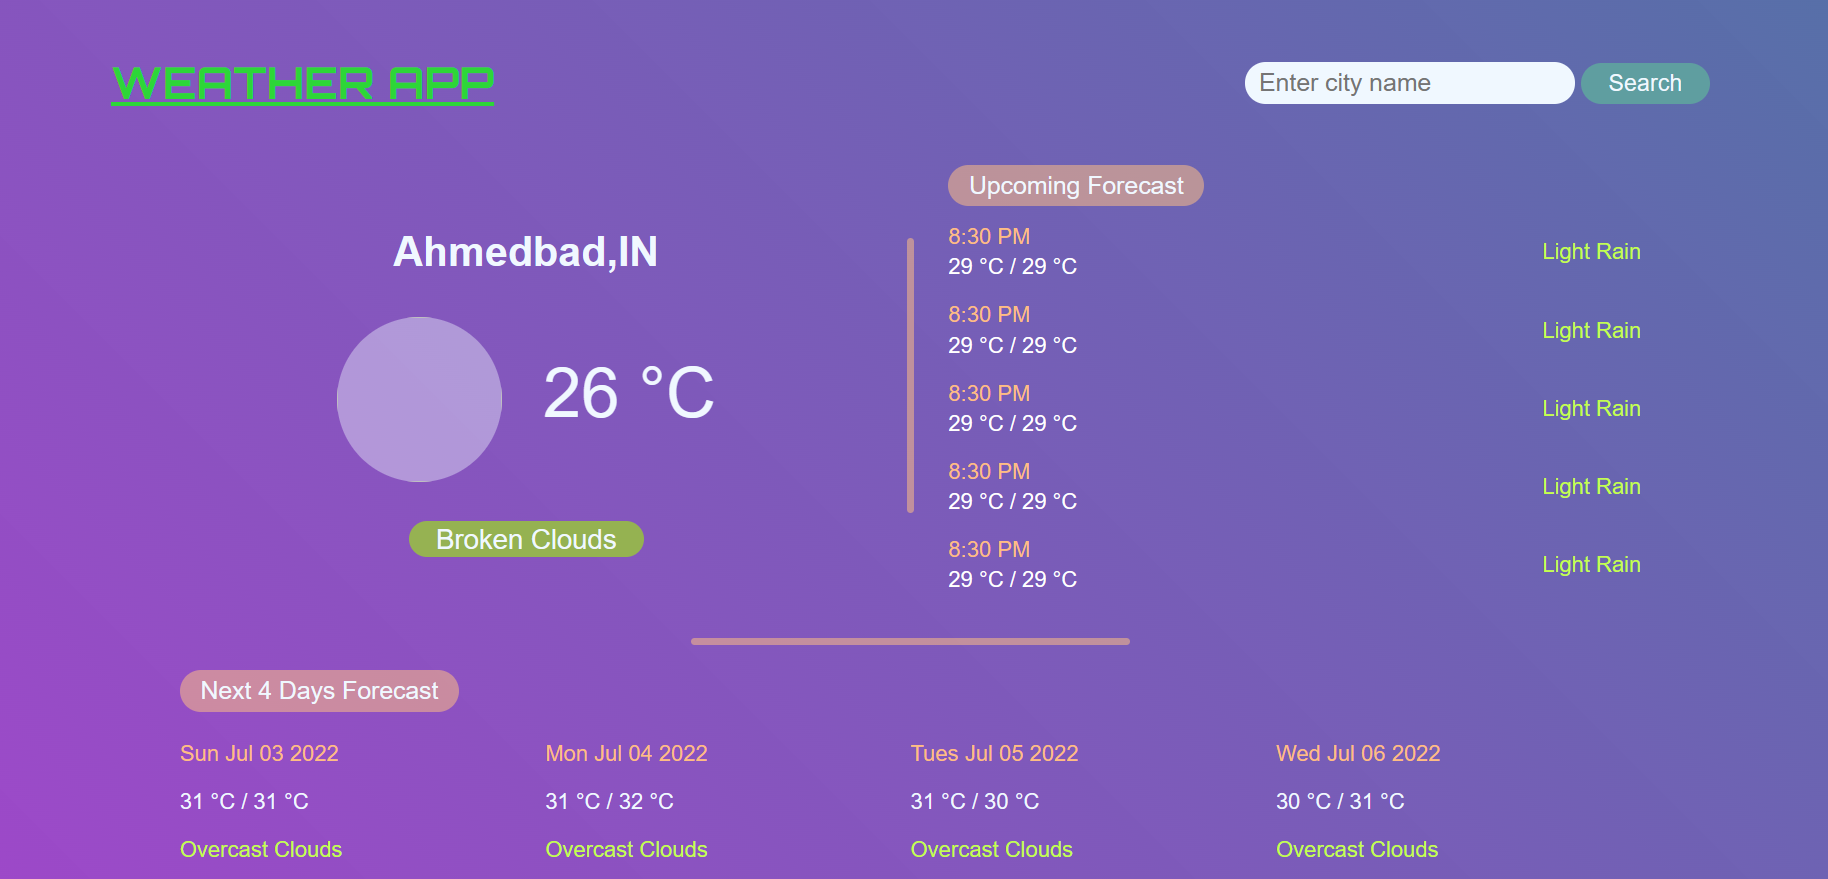 WEATHER APP
Enter city name
Search
Ahmedbad,IN
26 °C
Broken Clouds
Upcoming Forecast
8:30 PM
29 °C / 29 °C
Light Rain
8:30 PM
29 °C / 29 °C
Light Rain
8:30 PM
29 °C / 29 °C
Light Rain
8:30 PM
29 °C / 29 °C
Light Rain
8:30 PM
29 °C / 29 °C
Light Rain
Next 4 Days Forecast
Sun Jul 03 2022
31 °C / 31 °C
Overcast Clouds
Mon Jul 04 2022
31 °C / 32 °C
Overcast Clouds
Tues Jul 05 2022
31 °C / 30 °C
Overcast Clouds
Wed Jul 06 2022
30 °C / 31 °C
Overcast Clouds